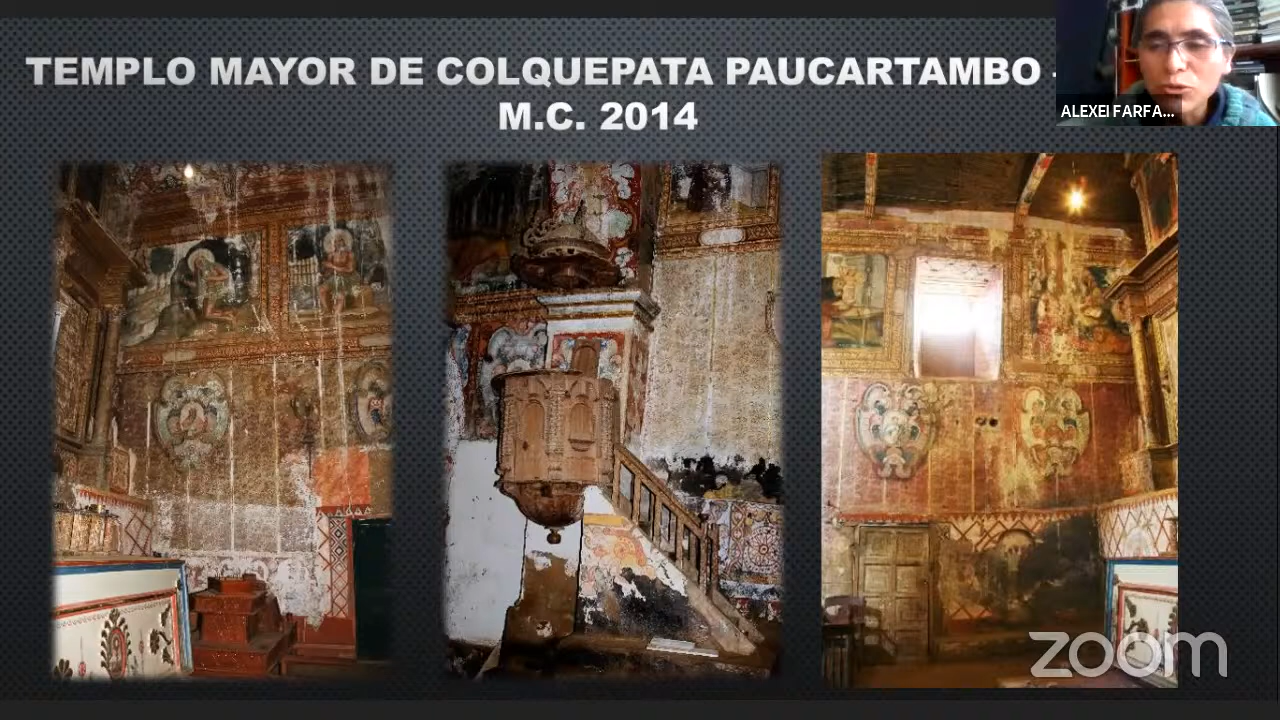 TEMPLO MAYOR DE COLQUEPATA PAUCARTAMBO -
M.C. 2014
ALEXEI FARFA...
zoom